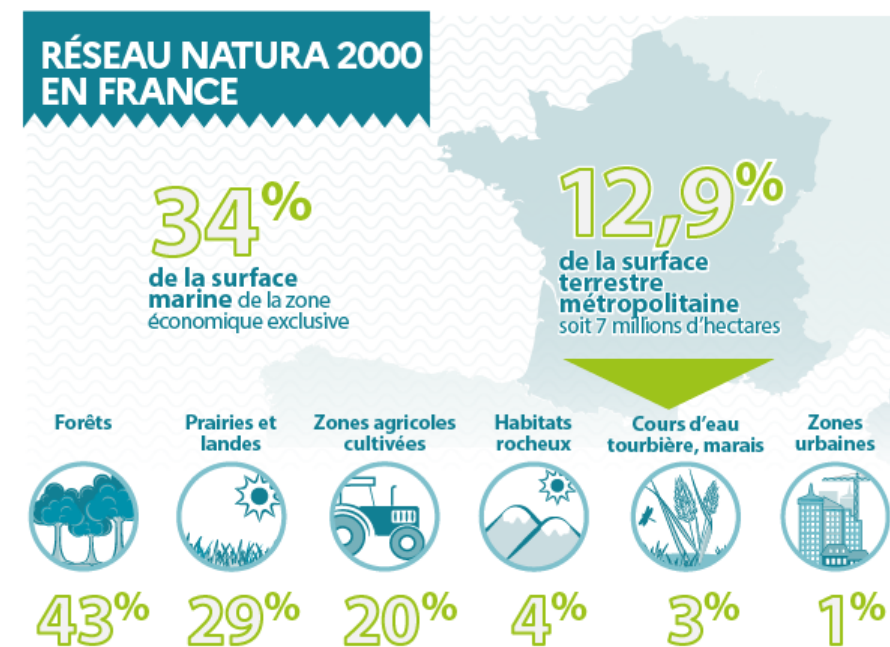 RÉSEAU NATURA 2000
EN FRANCE
34%
de la surface
marine de la zone
économique exclusive
12,9%
de la surface
terrestre
métropolitaine
soit 7 millions d'hectares
Forêts
43%
Prairies et
landes
29%
Zones agricoles
cultivées
20%
Habitats
rocheux
4%
Cours d'eau
tourbière, marais
3%
Zones
urbaines
1%